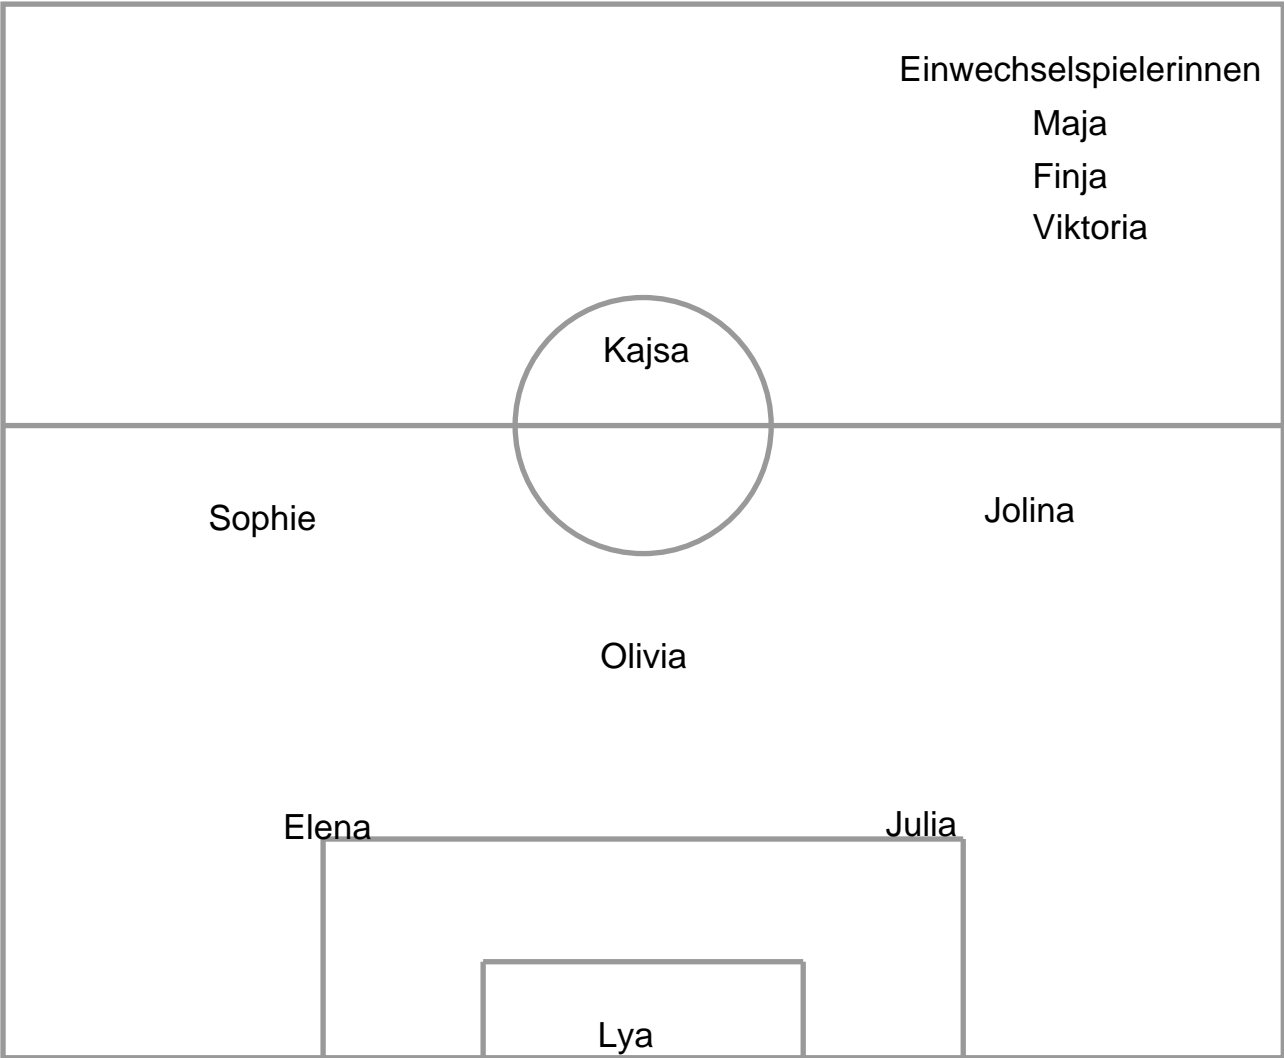 Einwechselspielerinnen
Maja
Finja
Viktoria
Kajsa
Sophie
Jolina
Olivia
Elena
Julia
Lya